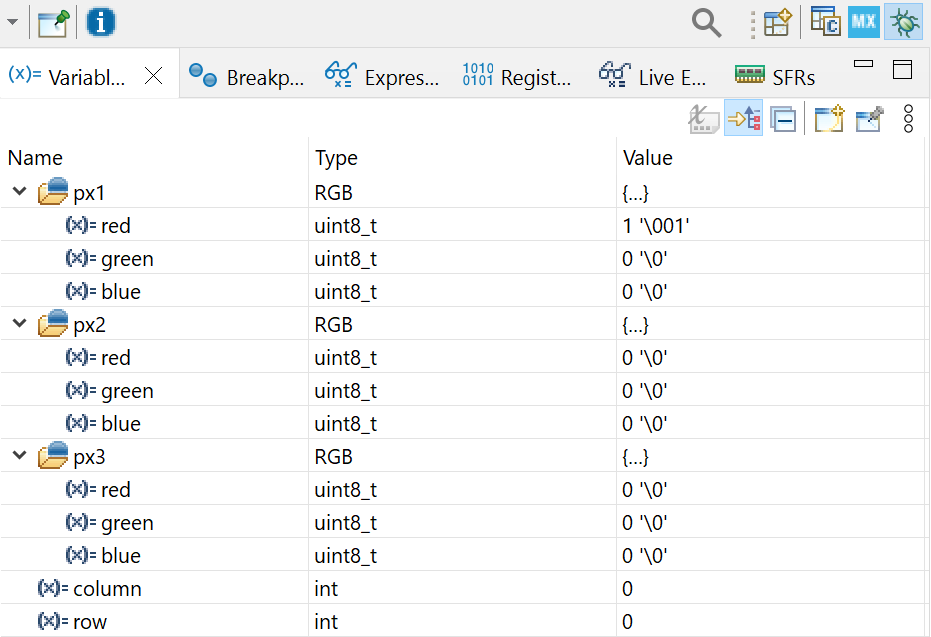 i C MX
(x)= Variabl... Breakp... Expres... 1010 0101 Regist... Live E... SFRs
Name Type Value
px1 RGB {...}
(x)= red uint8_t 1 '\001'
(x)= green uint8_t 0 '\0'
(x)= blue uint8_t 0 '\0'
px2 RGB {...}
(x)= red uint8_t 0 '\0'
(x)= green uint8_t 0 '\0'
(x)= blue uint8_t 0 '\0'
px3 RGB {...}
(x)= red uint8_t 0 '\0'
(x)= green uint8_t 0 '\0'
(x)= blue uint8_t 0 '\0'
(x)= column int 0
(x)= row int 0